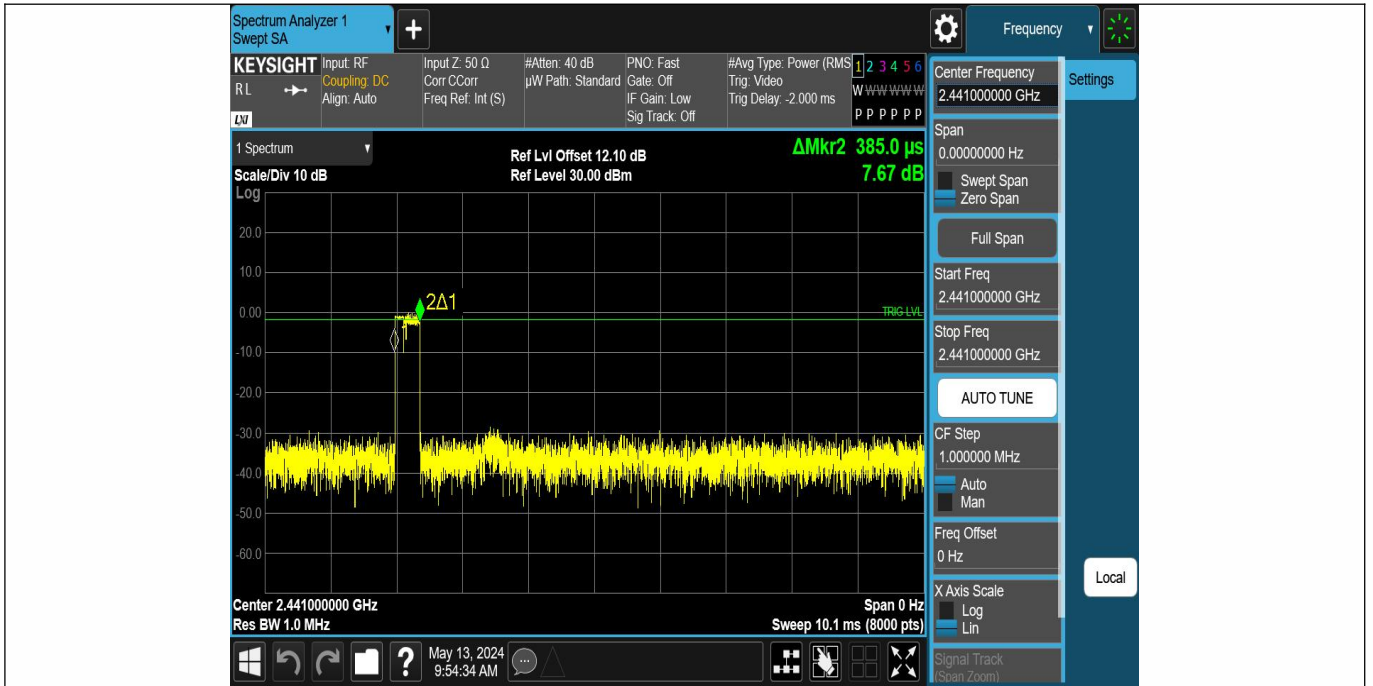 Spectrum Analyzer 1
Swept SA
+
Frequency
KEYSIGHT
RL
LXI
Input: RF
Coupling: DC
Align: Auto
Input Z: 50 Ω
Corr CCorr
Freq Ref: Int (S)
#Atten: 40 dB
µW Path: Standard
PNO: Fast
Gate: Off
IF Gain: Low
Sig Track: Off
#Avg Type: Power (RMS
Trig: Video
Trig Delay: -2.000 ms
1 2 3 4 5 6
W W W W W W
P P P P P P
1 Spectrum
Scale/Div 10 dB
Log
Ref Lvl Offset 12.10 dB
Ref Level 30.00 dBm
ΔMkr2 385.0 µs
7.67 dB
20.0
10.0
0.00
-10.0
-20.0
-30.0
-40.0
-50.0
-60.0
2Δ1
TRIG LVL
Center 2.441000000 GHz
Res BW 1.0 MHz
Span 0 Hz
Sweep 10.1 ms (8000 pts)
?
May 13, 2024
9:54:34 AM
Center Frequency
2.441000000 GHz
Span
0.00000000 Hz
Swept Span
Zero Span
Full Span
Start Freq
2.441000000 GHz
Stop Freq
2.441000000 GHz
AUTO TUNE
CF Step
1.000000 MHz
Auto
Man
Freq Offset
0 Hz
X Axis Scale
Log
Lin
Signal Track
(Span Zoom)
Settings
Local